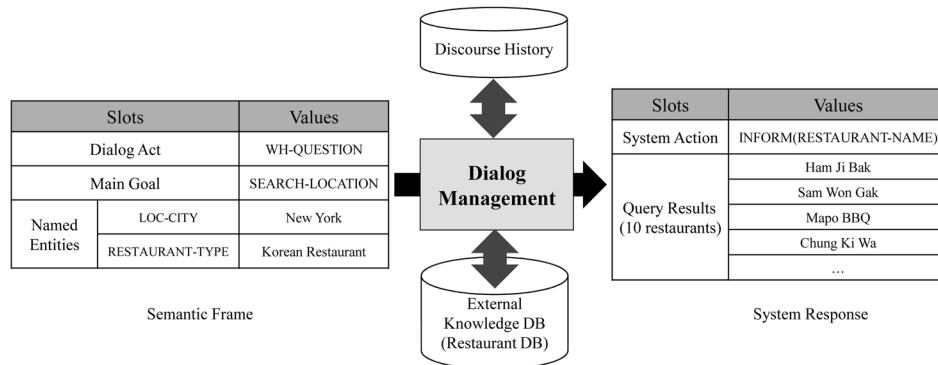 Discourse History
Slots Values
Dialog Act WH-QUESTION
Main Goal SEARCH-LOCATION
Named
Entities
LOC-CITY New York
RESTAURANT-TYPE Korean Restaurant
Semantic Frame
Dialog
Management
External
Knowledge DB
(Restaurant DB)
Slots Values
System Action INFORM(RESTAURANT-NAME)
Query Results
(10 restaurants)
Ham Ji Bak
Sam Won Gak
Mapo BBQ
Chung Ki Wa
…
System Response